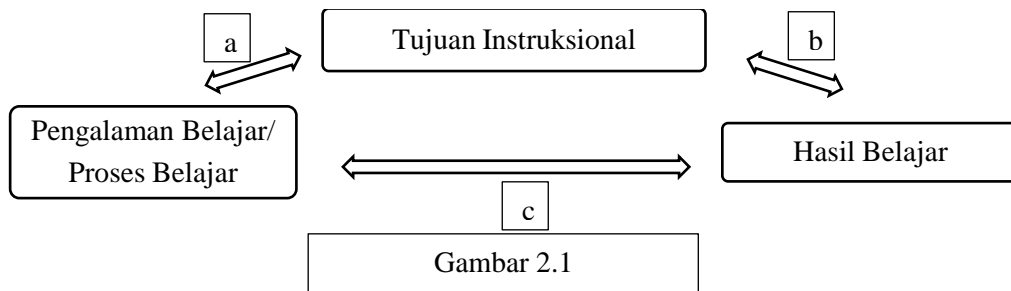 a
Tujuan Instruksional
b
Pengalaman Belajar/
Proses Belajar
Hasil Belajar
c
Gambar 2.1